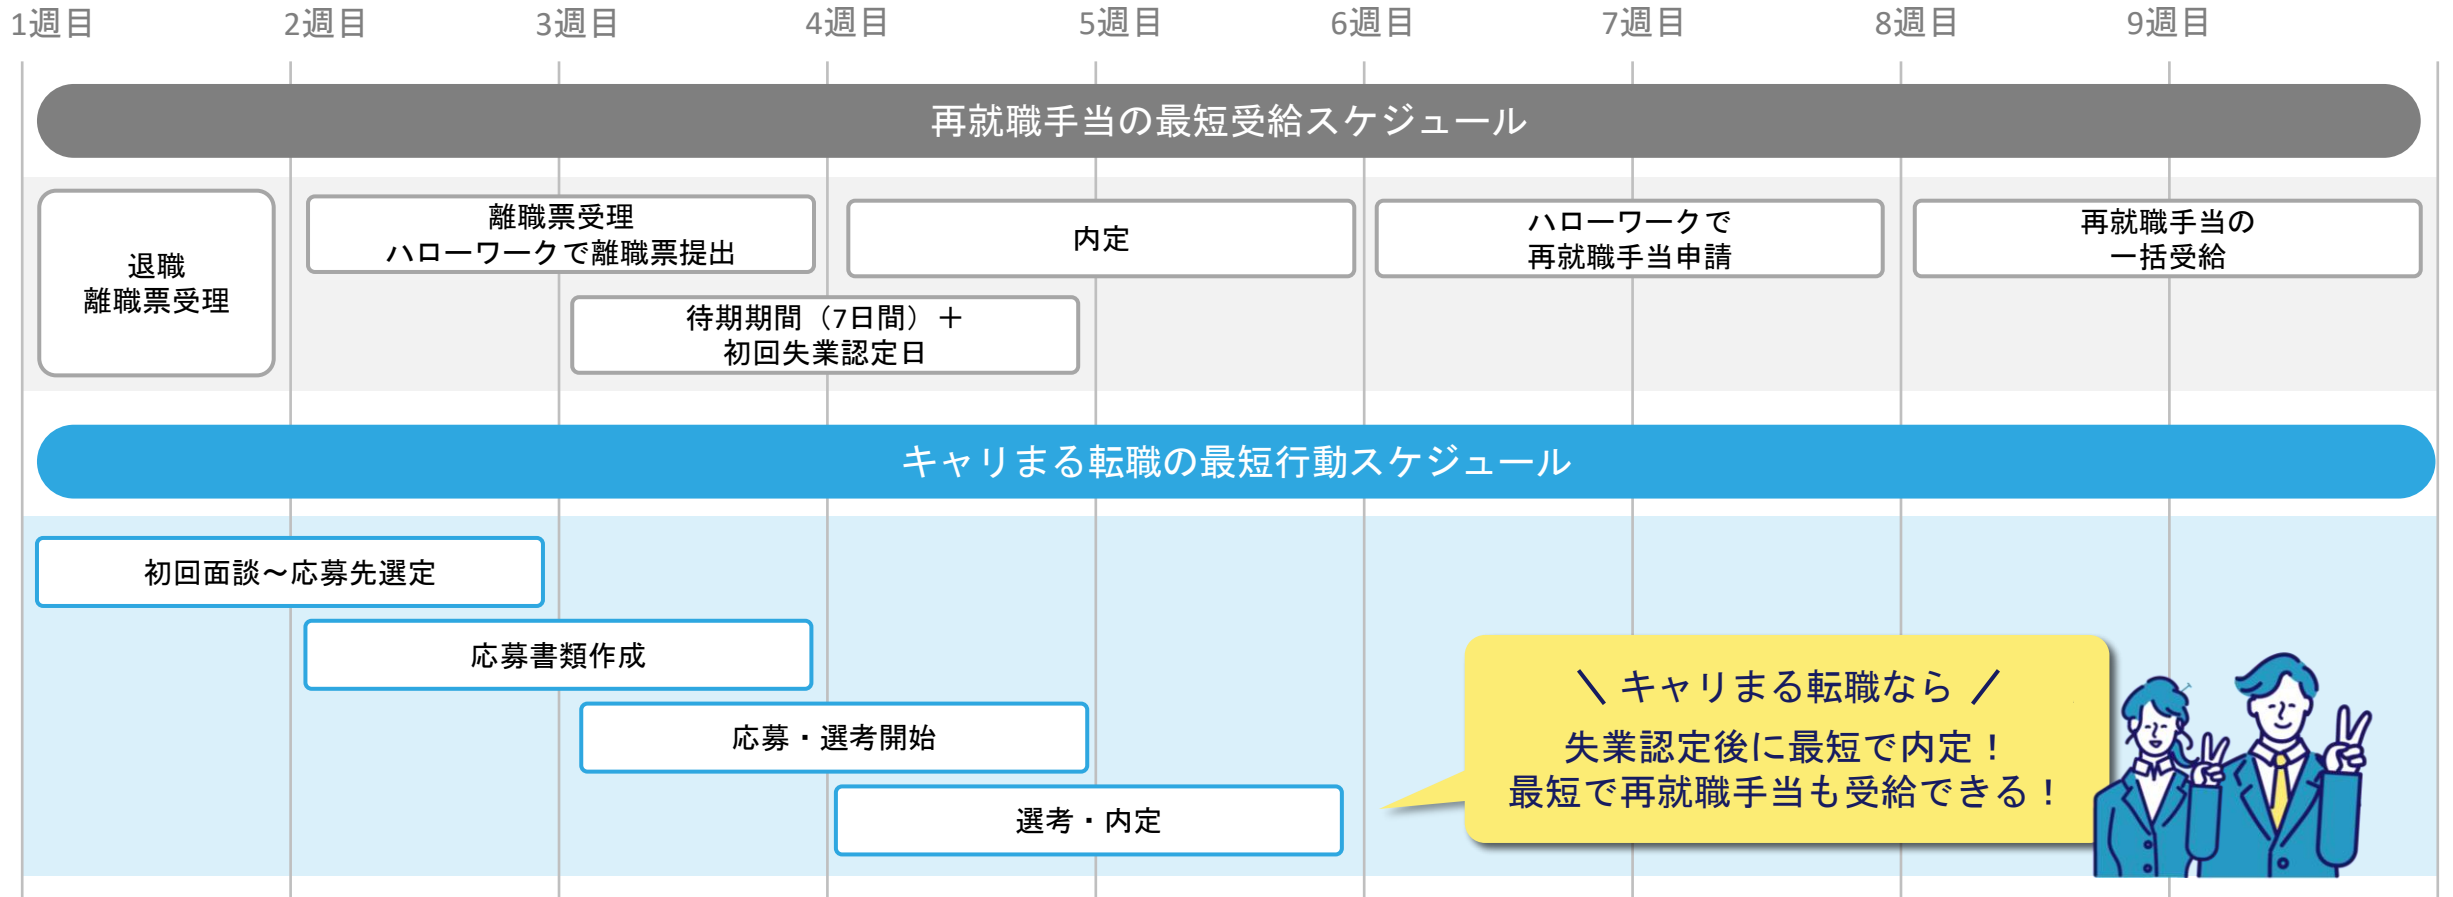 1週目 2週目 3週目 4週目 5週目 6週目 7週目 8週目 9週目
再就職手当の最短受給スケジュール
退職
離職票受理
離職票受理
ハローワークで離職票提出
待期期間（7日間）＋
初回失業認定日
内定
ハローワークで
再就職手当申請
再就職手当の
一括受給
キャリまる転職の最短行動スケジュール
初回面談～応募先選定
応募書類作成
応募・選考開始
選考・内定
＼ キャリまる転職なら ／
失業認定後に最短で内定！
最短で再就職手当も受給できる！